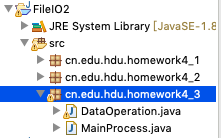 FileIO2
JRE System Library [JavaSE-1.8
src
cn.edu.hdu.homework4_1
cn.edu.hdu.homework4_2
cn.edu.hdu.homework4_3
DataOperation.java
MainProcess.java